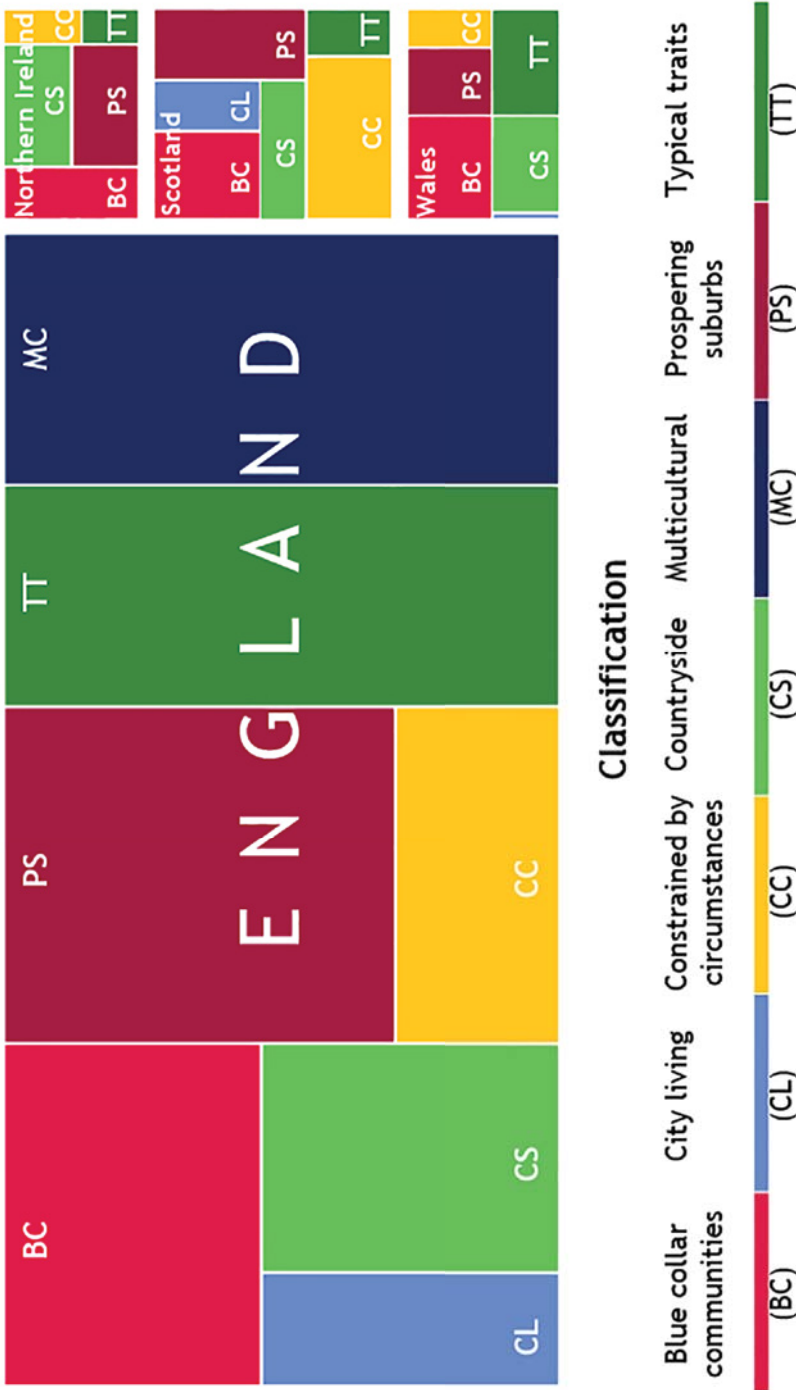 BC
PS
TT
MC
E N G L A N D
CL
CS
CC
Northern Ireland
CS
CC
BC
PS
TT
Scotland
BC
CL
PS
CS
CC
TT
Wales
BC
PS
CC
CS
TT
Classification
Blue collar
communities
City living
Constrained by
circumstances
Countryside
Multicultural
Prospering
suburbs
Typical traits
(BC)
(CL)
(CC)
(CS)
(MC)
(PS)
(TT)